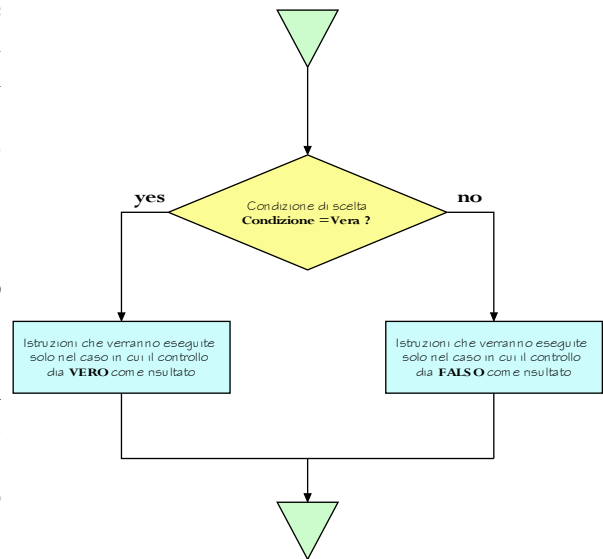 yes
no
Condizione di scelta
Condizione = Vera ?
Istruzioni che verranno eseguite
solo nel caso in cui il controllo
dia VERO come risultato
Istruzioni che verranno eseguite
solo nel caso in cui il controllo
dia FALSO come risultato